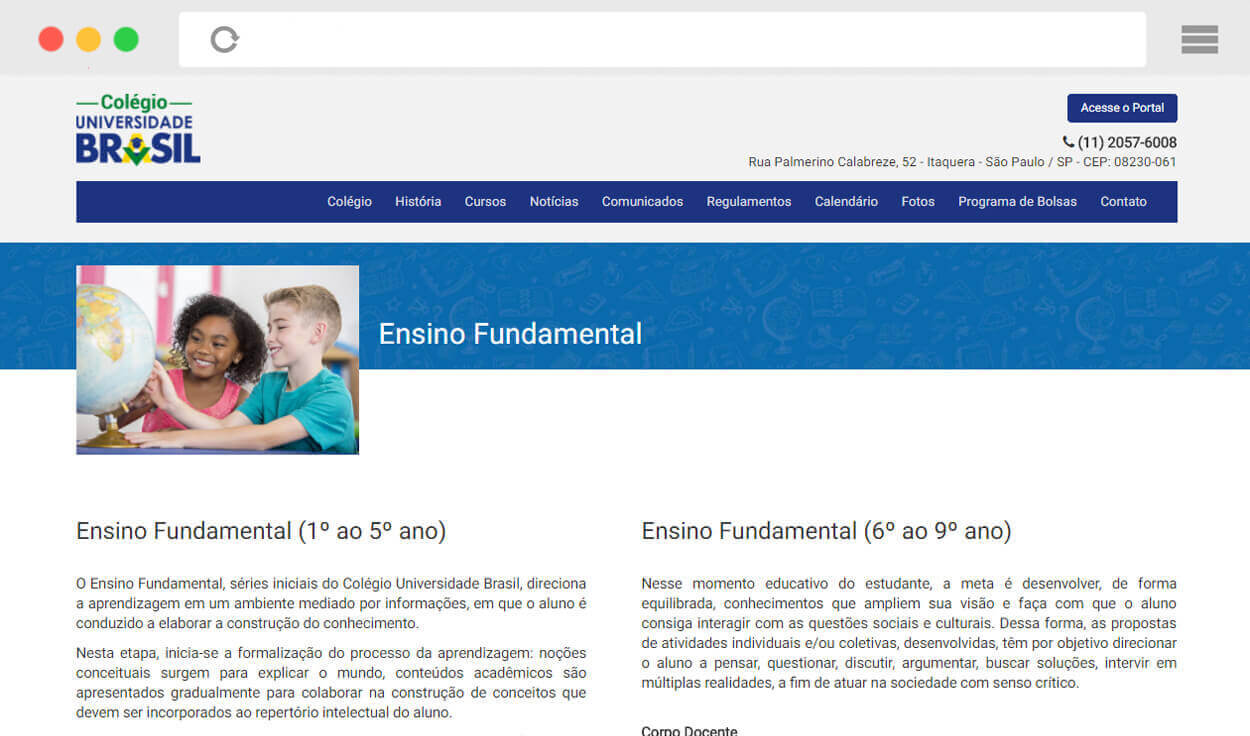 Colégio
UNIVERSIDADE
BRASIL
Acesse o Portal
(11) 2057-6008
Rua Palmerino Calabreze, 52 - Itaquera - São Paulo / SP - CEP: 08230-061
Colégio História Cursos Notícias Comunicados Regulamentos Calendário Fotos Programa de Bolsas Contato
Ensino Fundamental
Ensino Fundamental (1º ao 5º ano)
O Ensino Fundamental, séries iniciais do Colégio Universidade Brasil, direciona
a aprendizagem em um ambiente mediado por informações, em que o aluno é
conduzido a elaborar a construção do conhecimento.
Nesta etapa, inicia-se a formalização do processo da aprendizagem: noções
conceituais surgem para explicar o mundo, conteúdos acadêmicos são
apresentados gradualmente para colaborar na construção de conceitos que
devem ser incorporados ao repertório intelectual do aluno.
Ensino Fundamental (6º ao 9º ano)
Nesse momento educativo do estudante, a meta é desenvolver, de forma
equilibrada, conhecimentos que ampliem sua visão e faça com que o aluno
consiga interagir com as questões sociais e culturais. Dessa forma, as propostas
de atividades individuais e/ou coletivas, desenvolvidas, têm por objetivo direcionar
o aluno a pensar, questionar, discutir, argumentar, buscar soluções, intervir em
múltiplas realidades, a fim de atuar na sociedade com senso crítico.
Corpo Docente